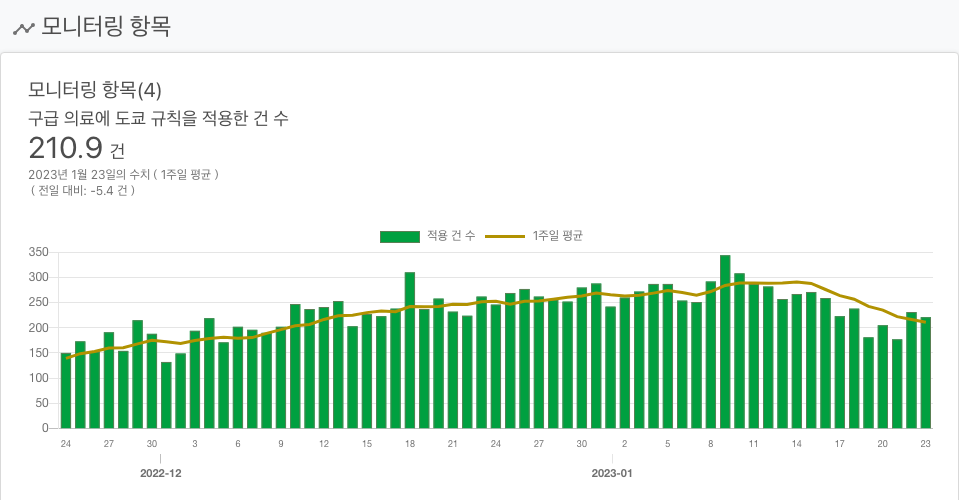 모니터링 항목
모니터링 항목(4)
구급 의료에 도쿄 규칙을 적용한 건 수
210.9 건
2023년 1월 23일의 수치 ( 1주일 평균 )
( 전일 대비: -5.4 건 )
적용 건 수 1주일 평균
350
300
250
200
150
100
50
0
24 27 30 3 6 9 12 15 18 21 24 27 30 2 5 8 11 14 17 20 23
2022-12 2023-01